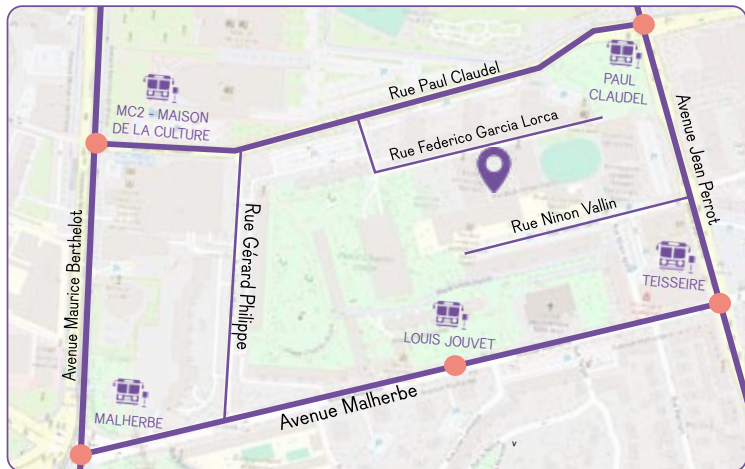 Rue Paul Claudel
PAUL
CLAUDEL
MC2 - MAISON
DE LA CULTURE
Rue Federico Garcia Lorca
Avenue Jean Perrot
Rue Ninon Vallin
Rue Gérard Philippe
Avenue Maurice Berthelot
TEISSEIRE
LOUIS JOUVET
MALHERBE
Avenue Malherbe